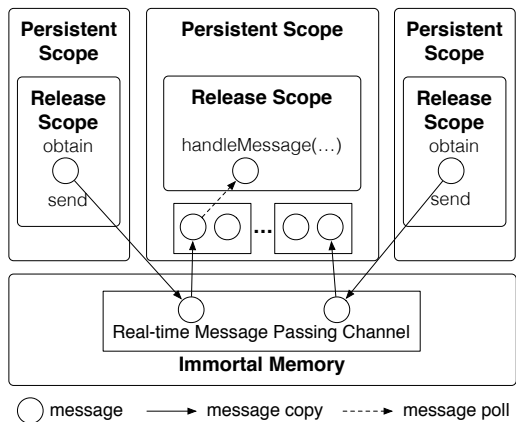 Persistent
Scope
Release
Scope
obtain
send
Persistent Scope
Release Scope
handleMessage(...)
...
Persistent
Scope
Release
Scope
obtain
send
Real-time Message Passing Channel
Immortal Memory
message
message copy
message poll